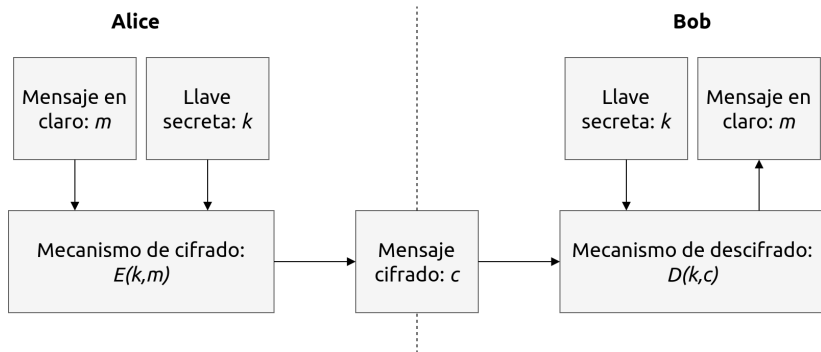 Alice
Bob
Mensaje en
claro: m
Llave
secreta: k
Llave
secreta: k
Mensaje en
claro: m
Mecanismo de cifrado:
E(k,m)
Mensaje
cifrado: c
Mecanismo de descifrado:
D(k,c)